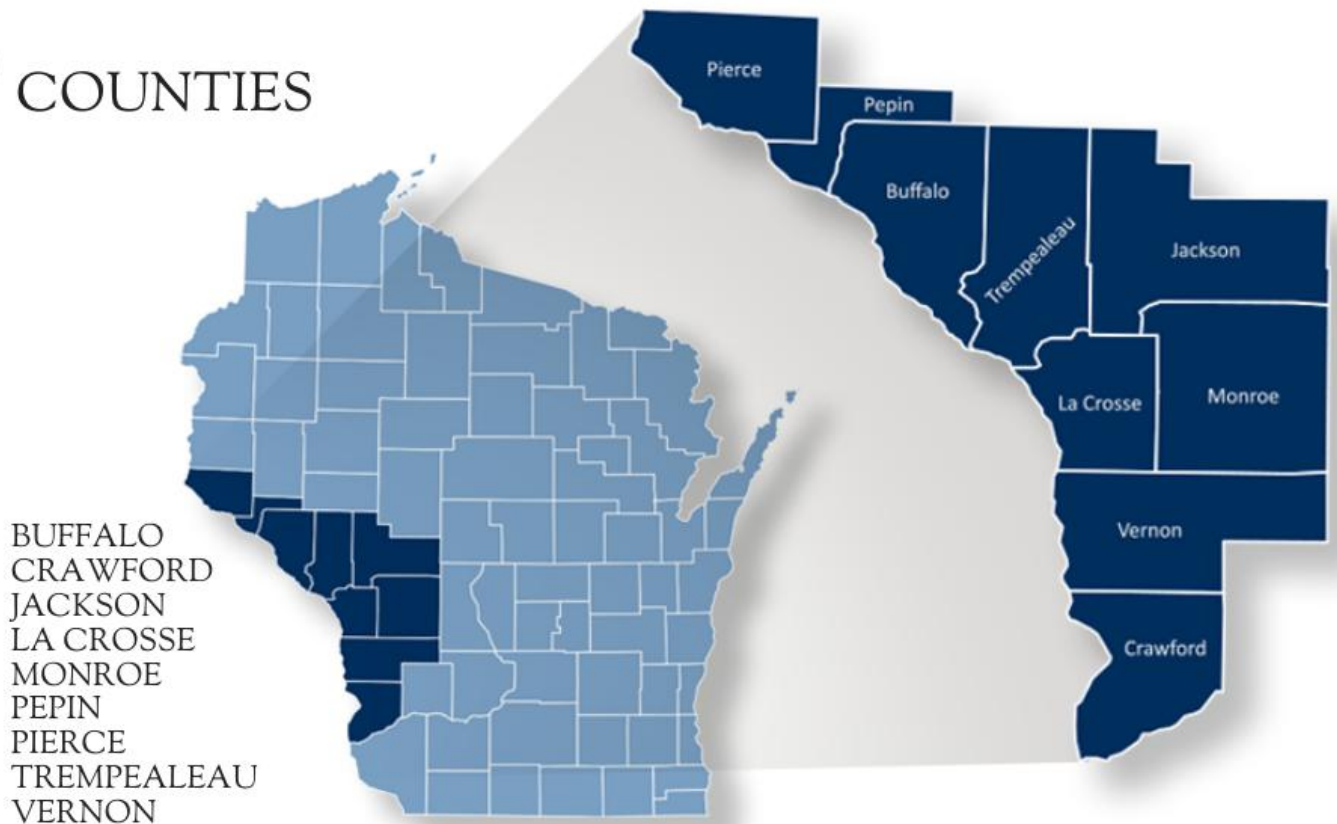 COUNTIES
BUFFALO
CRAWFORD
JACKSON
LA CROSSE
MONROE
PEPIN
PIERCE
TREMPEALEAU
VERNON
Pierce
Pepin
Buffalo
Trempealeau
Jackson
La Crosse
Monroe
Vernon
Crawford